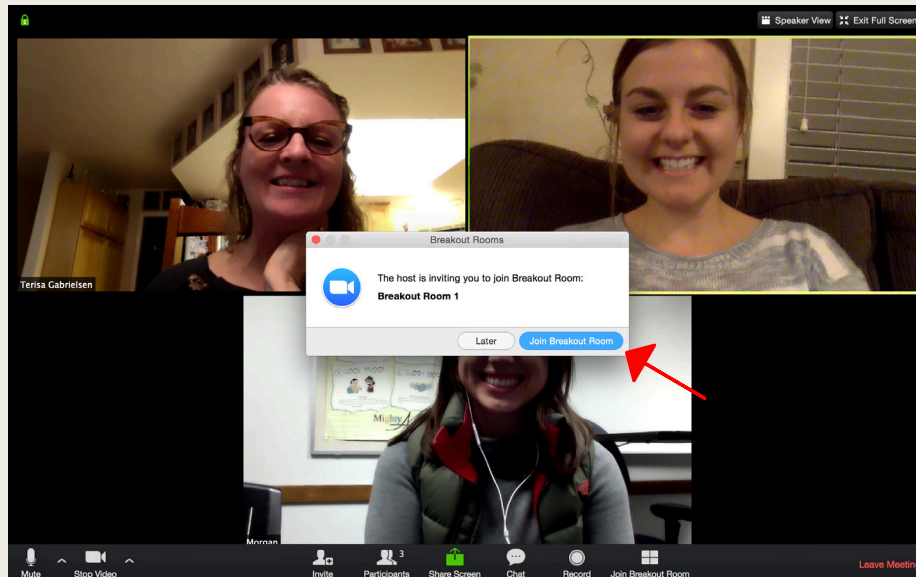 Speaker View Exit Full Screen
Breakout Rooms
The host is inviting you to join Breakout Room:
Breakout Room 1
Later Join Breakout Room
Terisa Gabrielsen
Mighty
Morgan
3
Mute Stop Video Invite Participants Share Screen Chat Record Join Breakout Room Leave Meetin